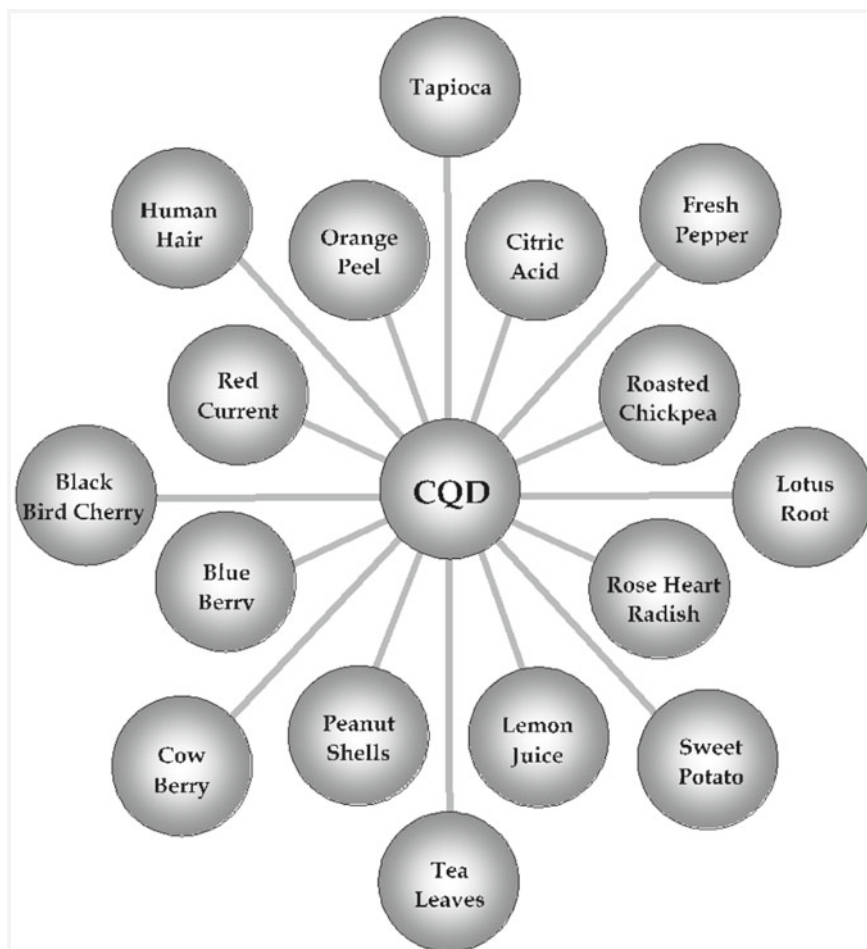 Tapioca
Human
Hair
Orange
Peel
Citric
Acid
Fresh
Pepper
Red
Current
Roasted
Chickpea
Black
Bird Cherry
CQD
Lotus
Root
Blue
Berry
Rose Heart
Radish
Cow
Berry
Peanut
Shells
Lemon
Juice
Sweet
Potato
Tea
Leaves